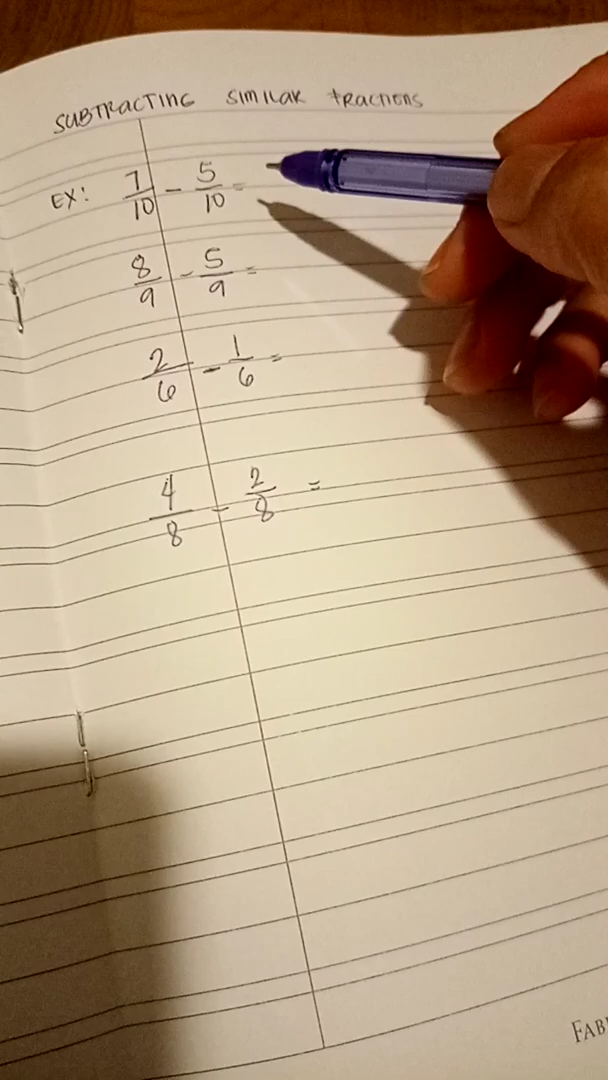 SUBTRACTING SIMILAR fRACTIONS
EX: 7/10 - 5/10 =
8/9 - 5/9 =
2/6 - 1/6 =
4/8 - 2/8 =